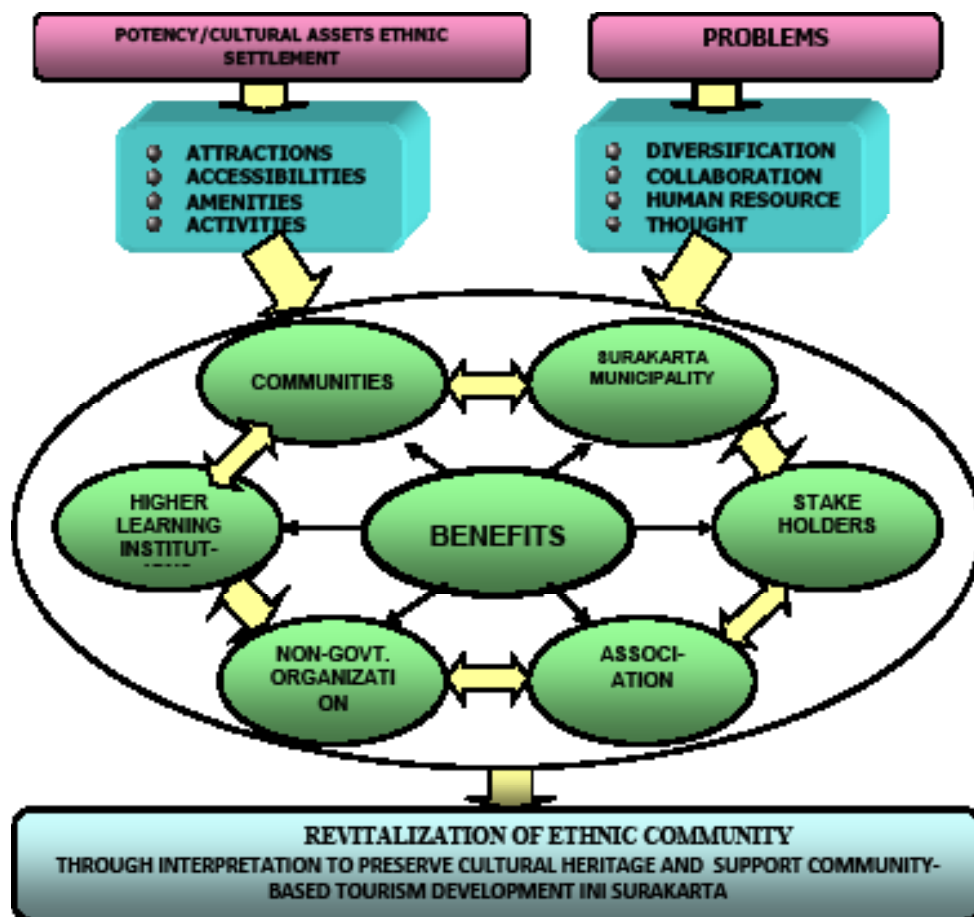 POTENCY/CULTURAL ASSETS ETHNIC
SETTLEMENT
PROBLEMS
ATTRACTIONS
ACCESSIBILITIES
AMENITIES
ACTIVITIES
DIVERSIFICATION
COLLABORATION
HUMAN RESOURCE
THOUGHT
COMMUNITIES
SURAKARTA
MUNICIPALITY
HIGHER
LEARNING
INSTITUT-
BENEFITS
STAKE
HOLDERS
NON-GOVT.
ORGANIZATI
ON
ASSOCI-
ATION
REVITALIZATION OF ETHNIC COMMUNITY
THROUGH INTERPRETATION TO PRESERVE CULTURAL HERITAGE AND SUPPORT COMMUNITY-
BASED TOURISM DEVELOPMENT INI SURAKARTA